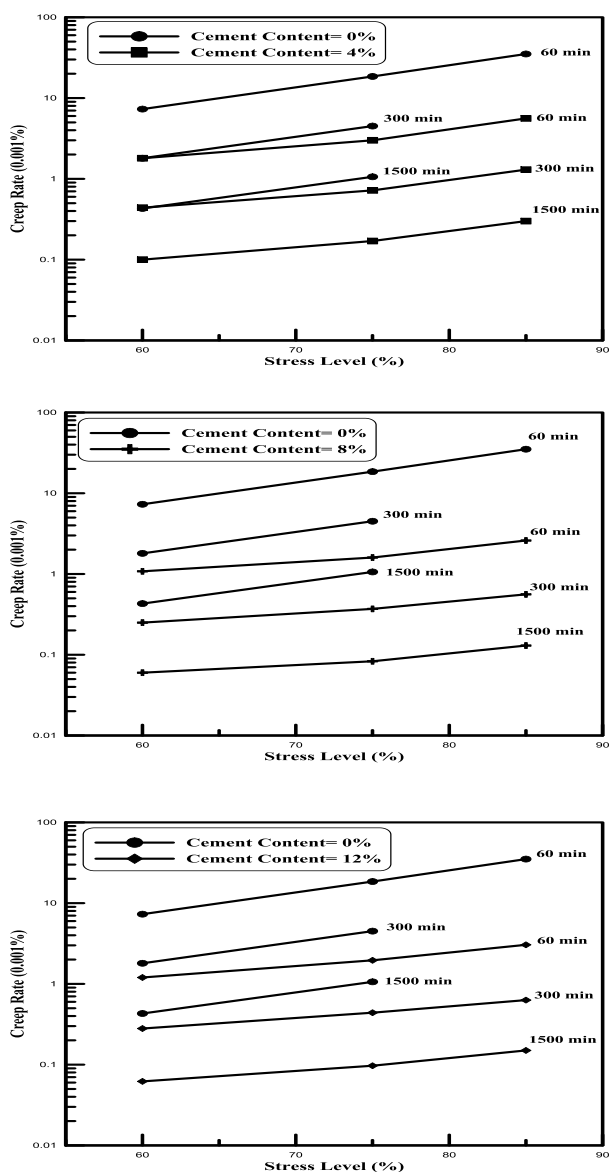 100
Cement Content= 0%
Cement Content= 4%
60 min
10
300 min
60 min
1
1500 min
300 min
1500 min
0.1
0.01
60
70
80
90
Stress Level (%)
Creep Rate (0.001%)
100
Cement Content= 0%
Cement Content= 8%
60 min
10
300 min
60 min
1
1500 min
300 min
1500 min
0.1
0.01
60
70
80
90
Stress Level (%)
Creep Rate (0.001%)
100
Cement Content= 0%
Cement Content= 12%
60 min
10
300 min
60 min
1
1500 min
300 min
1500 min
0.1
0.01
60
70
80
90
Stress Level (%)
Creep Rate (0.001%)